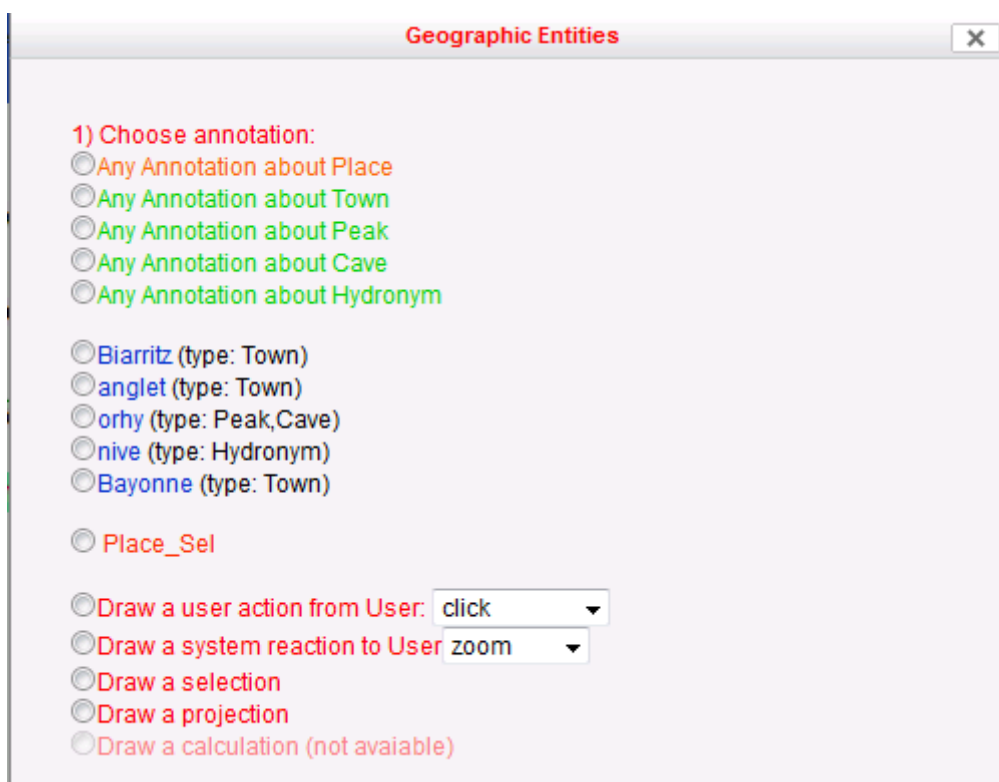 Geographic Entities
1) Choose annotation:
Any Annotation about Place
Any Annotation about Town
Any Annotation about Peak
Any Annotation about Cave
Any Annotation about Hydronym
Biarritz (type: Town)
anglet (type: Town)
orhy (type: Peak,Cave)
nive (type: Hydronym)
Bayonne (type: Town)
Place_Sel
Draw a user action from User: click
Draw a system reaction to User zoom
Draw a selection
Draw a projection
Draw a calculation (not avaiable)